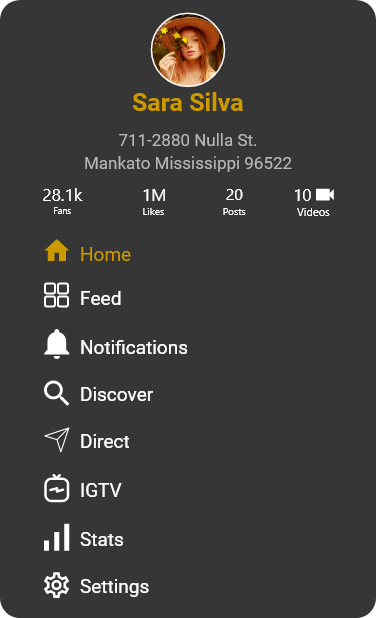 Sara Silva
711-2880 Nulla St.
Mankato Mississippi 96522
28.1k 1M 20 10
Fans Likes Posts Videos
Home
Feed
Notifications
Discover
Direct
IGTV
Stats
Settings